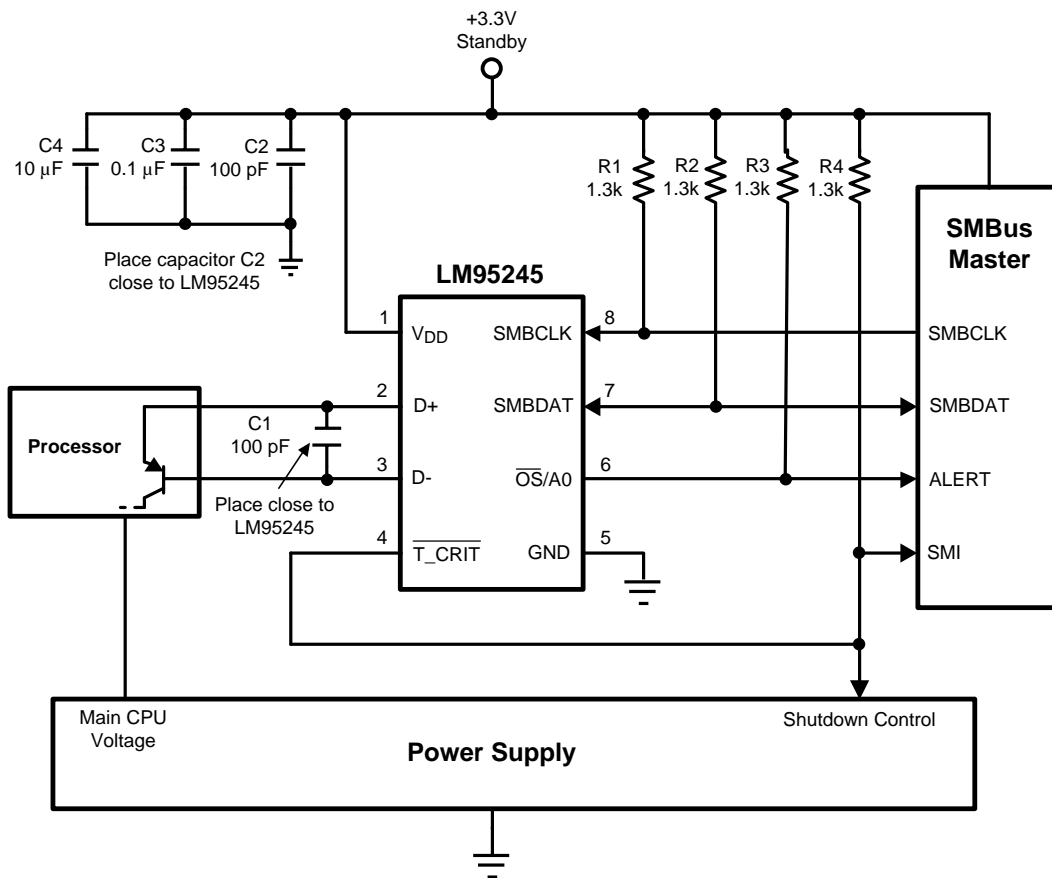 +3.3V
Standby
C4
10 μF
C3
0.1 μF
C2
100 pF
R1
1.3k
R2
1.3k
R3
1.3k
R4
1.3k
SMBus
Master
Place capacitor C2
close to LM95245
LM95245
1
VDD
SMBCLK
8
SMBCLK
2
D+
SMBDAT
7
SMBDAT
Processor
C1
100 pF
3
D-
OS/A0
6
ALERT
Place close to
LM95245
4
T_CRIT
GND
5
SMI
Main CPU
Voltage
Shutdown Control
Power Supply